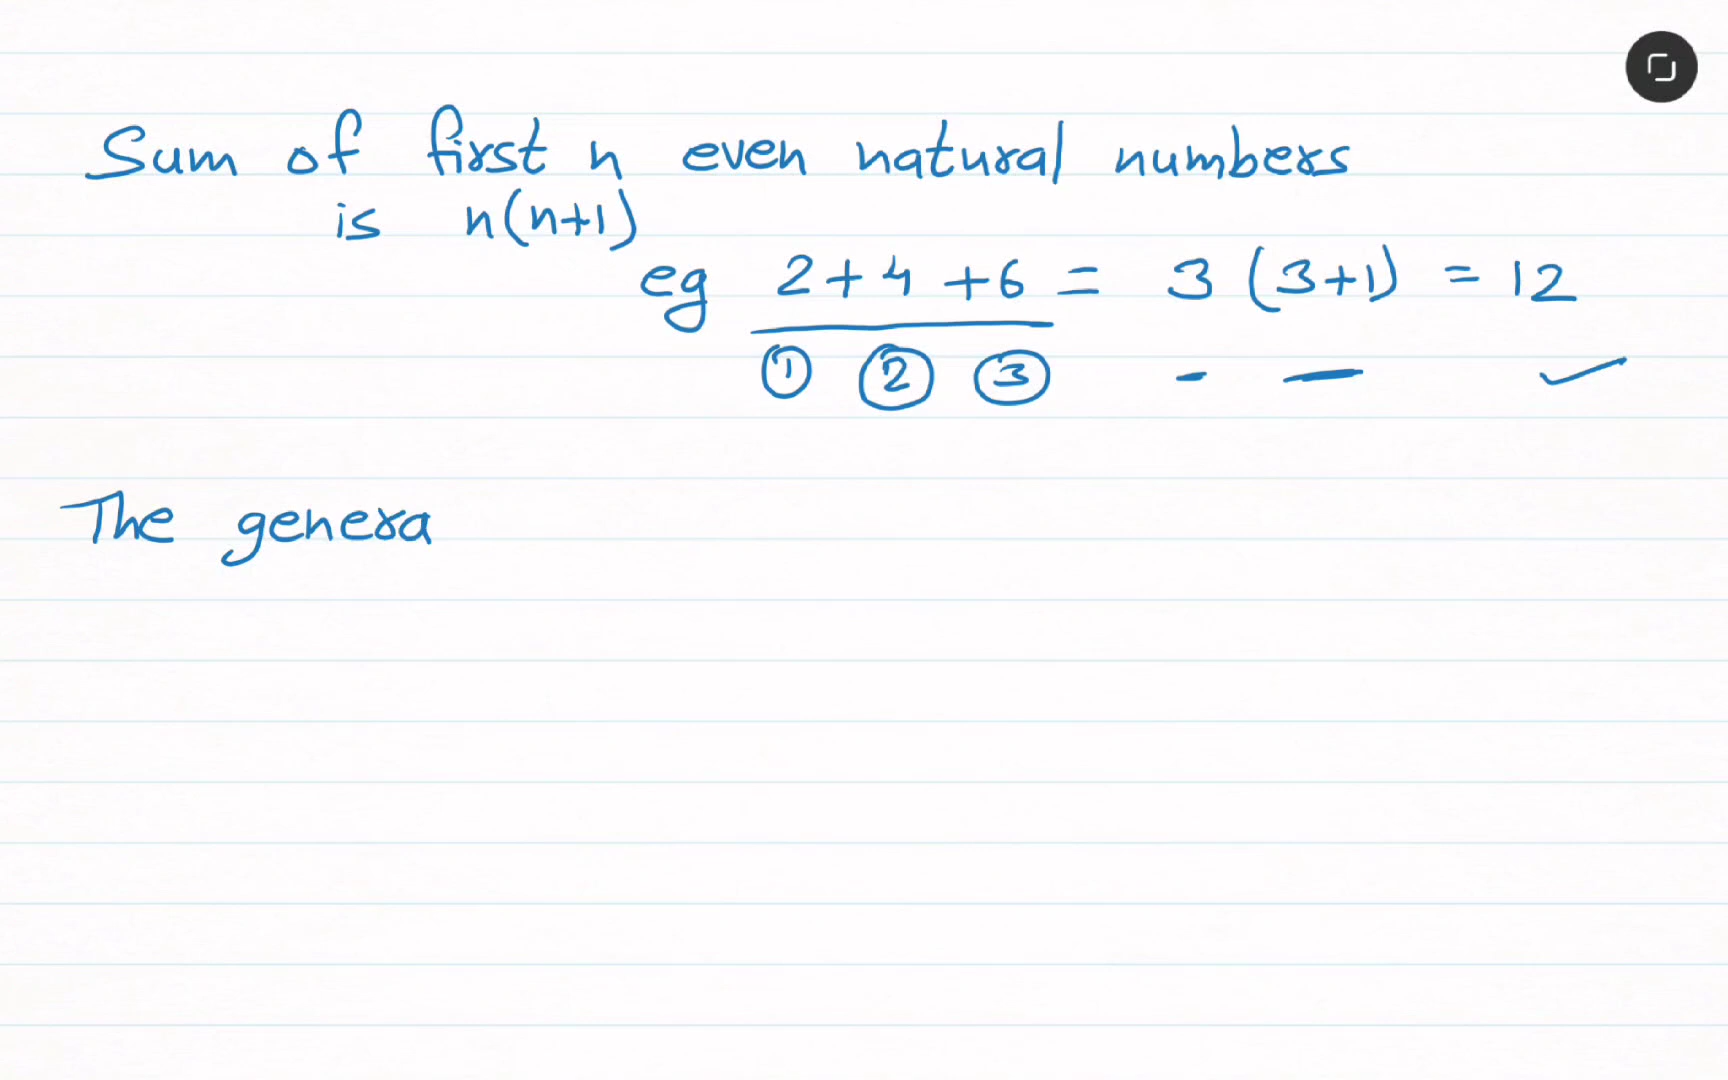 Sum of first n even natural numbers
is n(n+1)
eg 2+4+6 = 3 (3+1) = 12
① ② ③
The genera